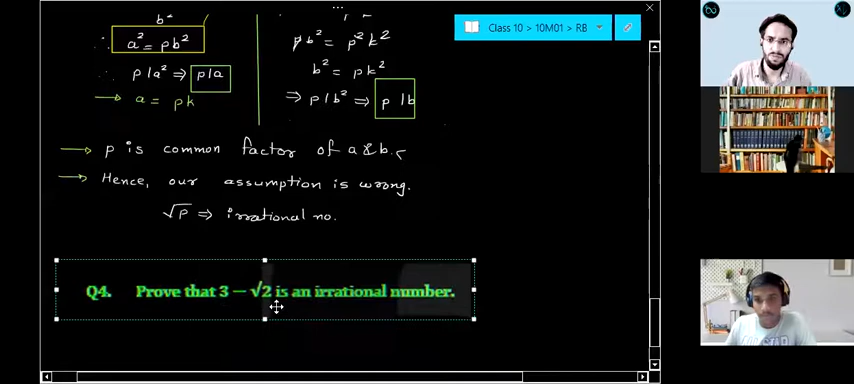 b²
∴ a² = pb²
∴ p | a² ⇒ p|a
→ a = pk
pb² = p²k²
b² = pk²
⇒ p | b² ⇒ p | b
→ p is common factor of a & b.
→ Hence, our assumption is wrong.
√p ⇒ irrational no.
Q4. Prove that 3 − √2 is an irrational number.
Class 10 > 10M01 > RB